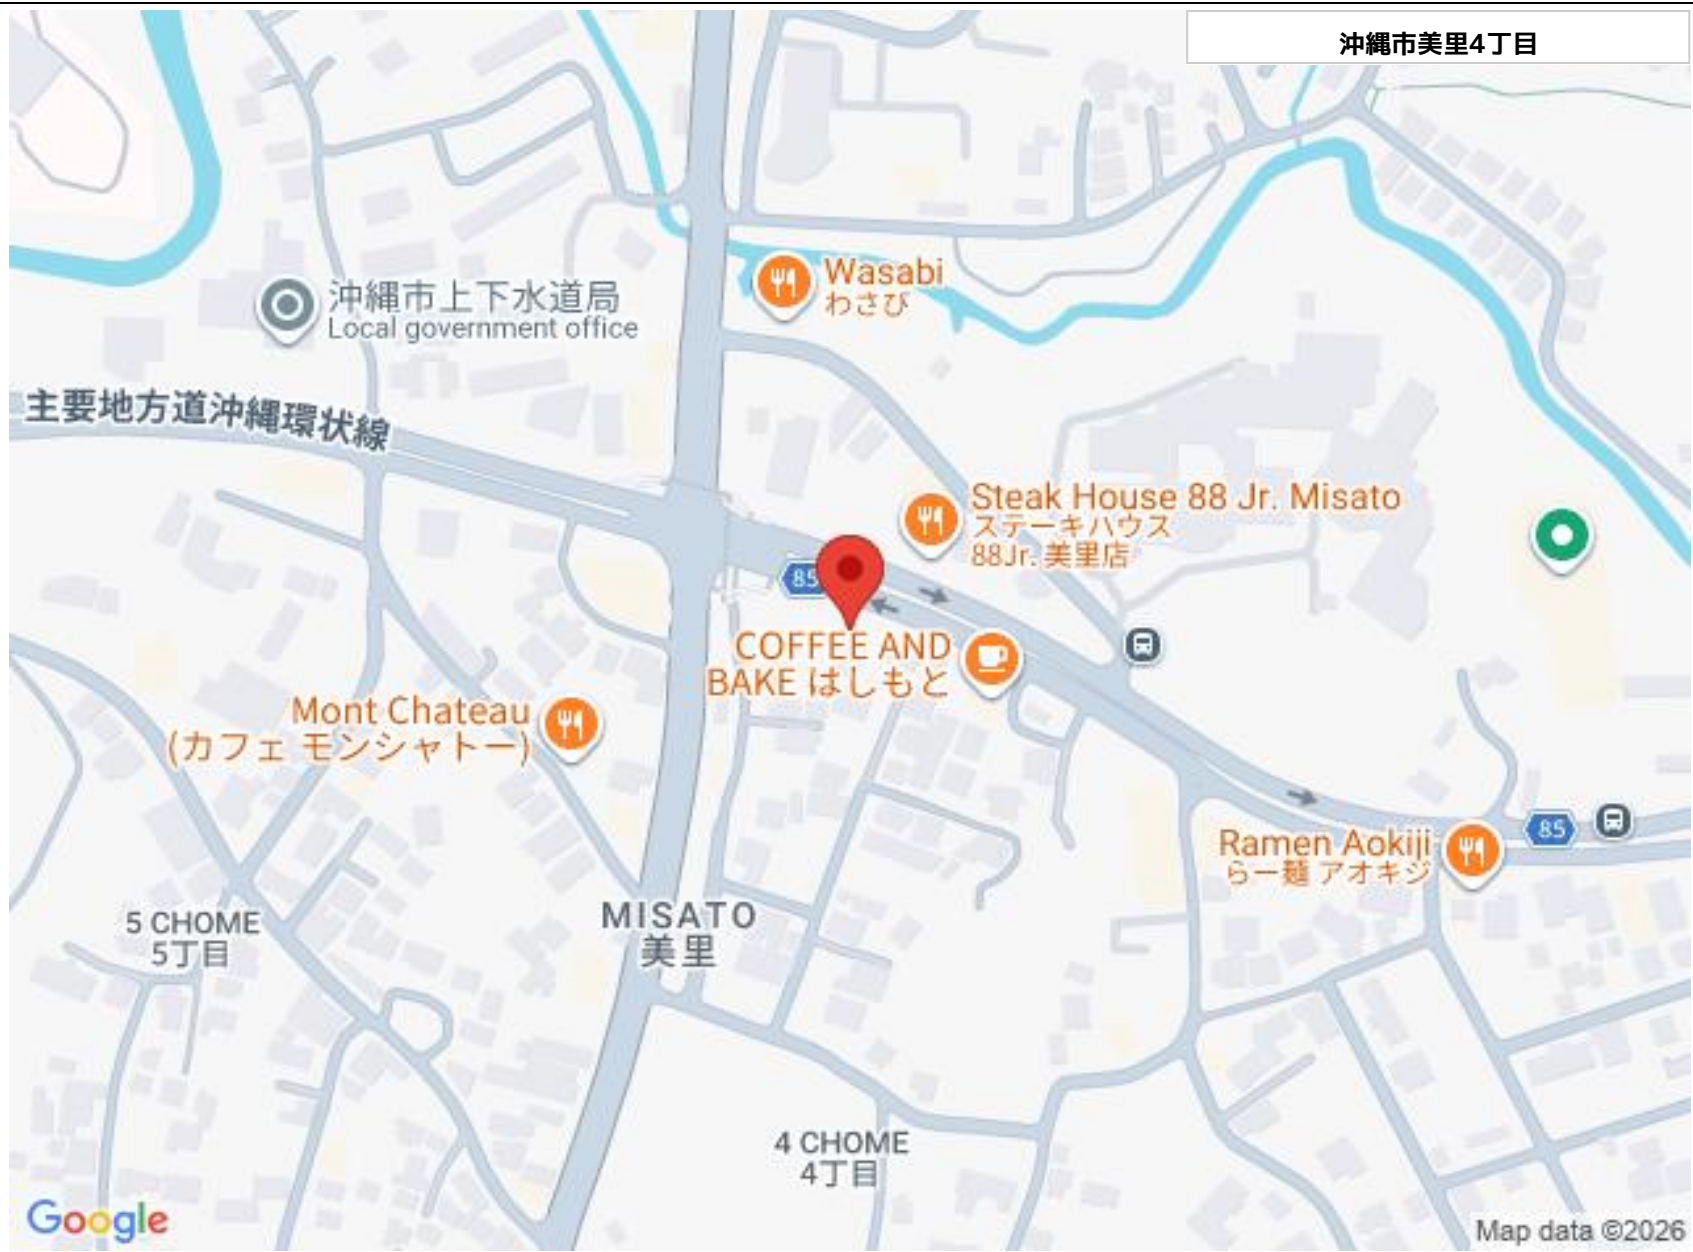 沖縄市美里4丁目
Wasabi
わさび
沖縄市上下水道局
Local government office
主要地方道沖縄環状線
Steak House 88 Jr. Misato
ステーキハウス
88Jr. 美里店
85
COFFEE AND
BAKE はしもと
Mont Chateau
(カフェ モンシャトー)
85
Ramen Aokiji
らー麺 アオキジ
MISATO
美里
5 CHOME
5丁目
4 CHOME
4丁目
Google
Map data ©2026